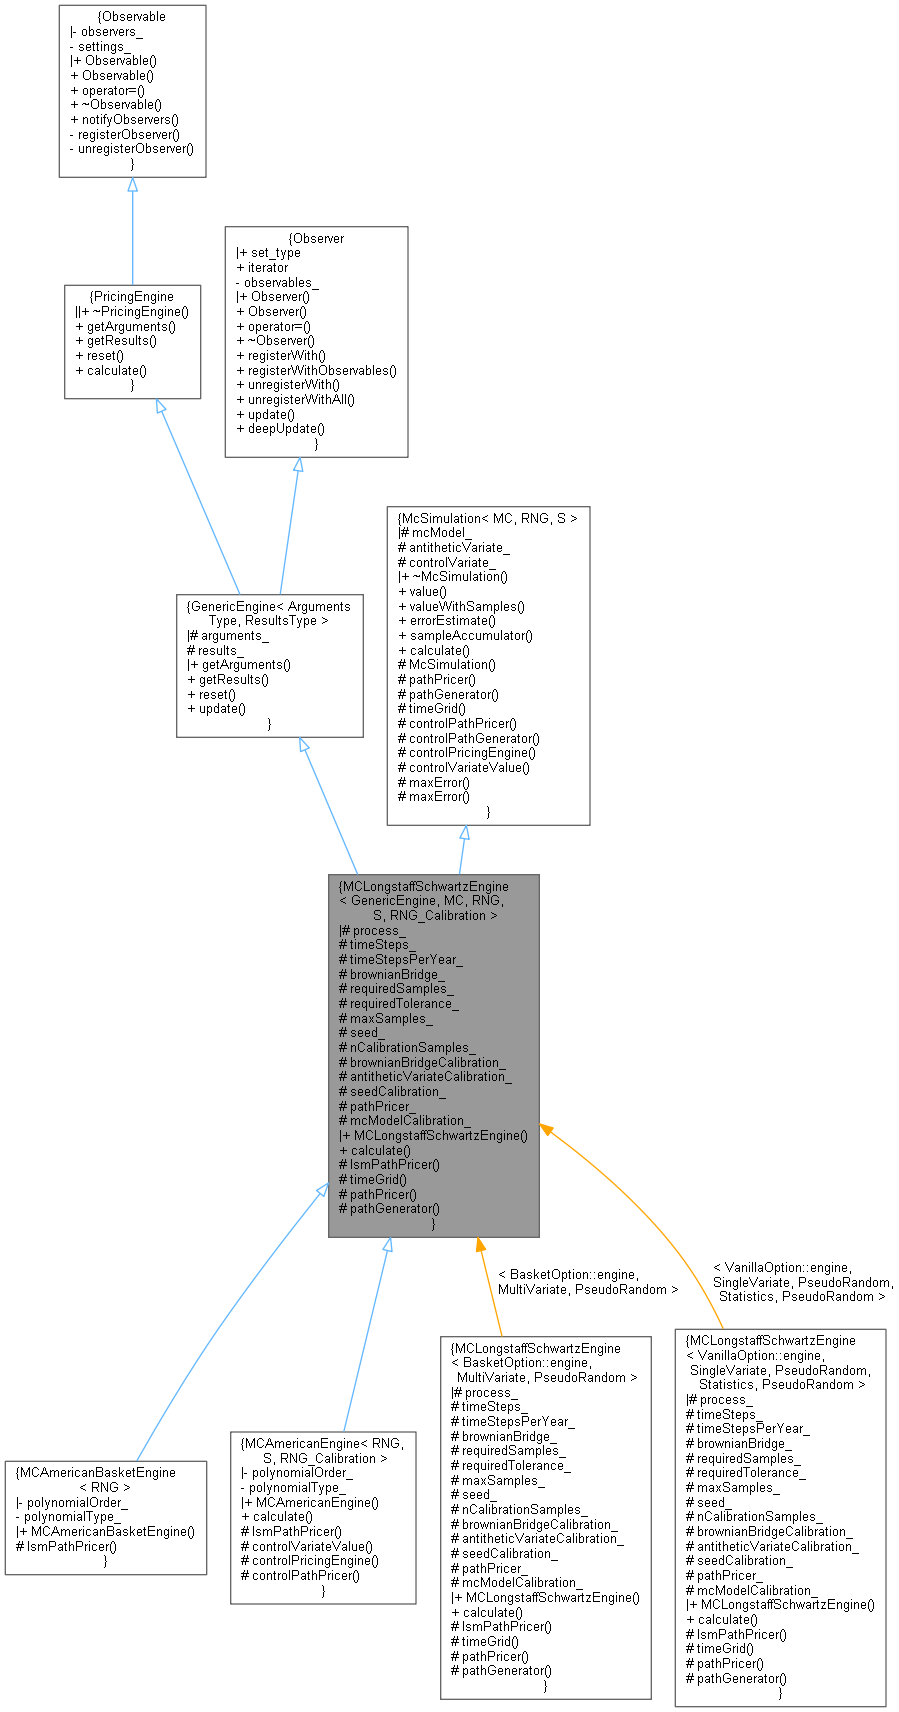 {Observable
|- observers_
- settings_
|+ Observable()
+ Observable()
+ operator=()
+ ~Observable()
+ notifyObservers()
- registerObserver()
- unregisterObserver()
}
{Observer
|+ set_type
+ iterator
- observables_
|+ Observer()
+ Observer()
+ operator=()
+ ~Observer()
+ registerWith()
+ registerWithObservables()
+ unregisterWith()
+ unregisterWithAll()
+ update()
+ deepUpdate()
}
{PricingEngine
||+ ~PricingEngine()
+ getArguments()
+ getResults()
+ reset()
+ calculate()
}
{McSimulation< MC, RNG, S >
|# mcModel_
# antitheticVariate_
# controlVariate_
|+ ~McSimulation()
+ value()
+ valueWithSamples()
+ errorEstimate()
+ sampleAccumulator()
+ calculate()
# McSimulation()
# pathPricer()
# pathGenerator()
# timeGrid()
# controlPathPricer()
# controlPathGenerator()
# controlPricingEngine()
# controlVariateValue()
# maxError()
# maxError()
}
{GenericEngine< Arguments
Type, ResultsType >
|# arguments_
# results_
|+ getArguments()
+ getResults()
+ reset()
+ update()
}
{MCLongstaffSchwartzEngine
< GenericEngine, MC, RNG,
S, RNG_Calibration >
|# process_
# timeSteps_
# timeStepsPerYear_
# brownianBridge_
# requiredSamples_
# requiredTolerance_
# maxSamples_
# seed_
# nCalibrationSamples_
# brownianBridgeCalibration_
# antitheticVariateCalibration_
# seedCalibration_
# pathPricer_
# mcModelCalibration_
|+ MCLongstaffSchwartzEngine()
+ calculate()
# lsmPathPricer()
# timeGrid()
# pathPricer()
# pathGenerator()
}
< BasketOption::engine,
MultiVariate, PseudoRandom >
< VanillaOption::engine,
SingleVariate, PseudoRandom,
Statistics, PseudoRandom >
{MCAmericanBasketEngine
< RNG >
|- polynomialOrder_
- polynomialType_
|+ MCAmericanBasketEngine()
# lsmPathPricer()
}
{MCAmericanEngine< RNG,
S, RNG_Calibration >
|- polynomialOrder_
- polynomialType_
|+ MCAmericanEngine()
+ calculate()
# lsmPathPricer()
# controlVariateValue()
# controlPricingEngine()
# controlPathPricer()
}
{MCLongstaffSchwartzEngine
< BasketOption::engine,
MultiVariate, PseudoRandom >
|# process_
# timeSteps_
# timeStepsPerYear_
# brownianBridge_
# requiredSamples_
# requiredTolerance_
# maxSamples_
# seed_
# nCalibrationSamples_
# brownianBridgeCalibration_
# antitheticVariateCalibration_
# seedCalibration_
# pathPricer_
# mcModelCalibration_
|+ MCLongstaffSchwartzEngine()
+ calculate()
# lsmPathPricer()
# timeGrid()
# pathPricer()
# pathGenerator()
}
{MCLongstaffSchwartzEngine
< VanillaOption::engine,
SingleVariate, PseudoRandom,
Statistics, PseudoRandom >
|# process_
# timeSteps_
# timeStepsPerYear_
# brownianBridge_
# requiredSamples_
# requiredTolerance_
# maxSamples_
# seed_
# nCalibrationSamples_
# brownianBridgeCalibration_
# antitheticVariateCalibration_
# seedCalibration_
# pathPricer_
# mcModelCalibration_
|+ MCLongstaffSchwartzEngine()
+ calculate()
# lsmPathPricer()
# timeGrid()
# pathPricer()
# pathGenerator()
}